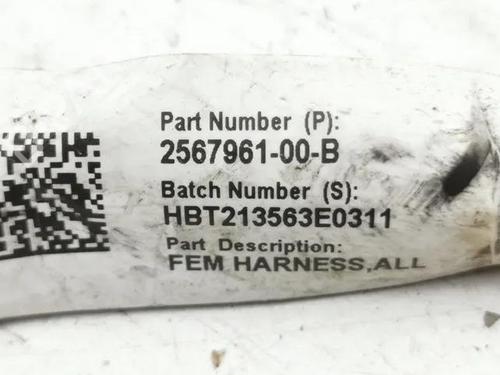 Part Number (P):
2567961-00-B
Batch Number (S):
HBT213563E0311
Part Description:
FEM HARNESS,ALL